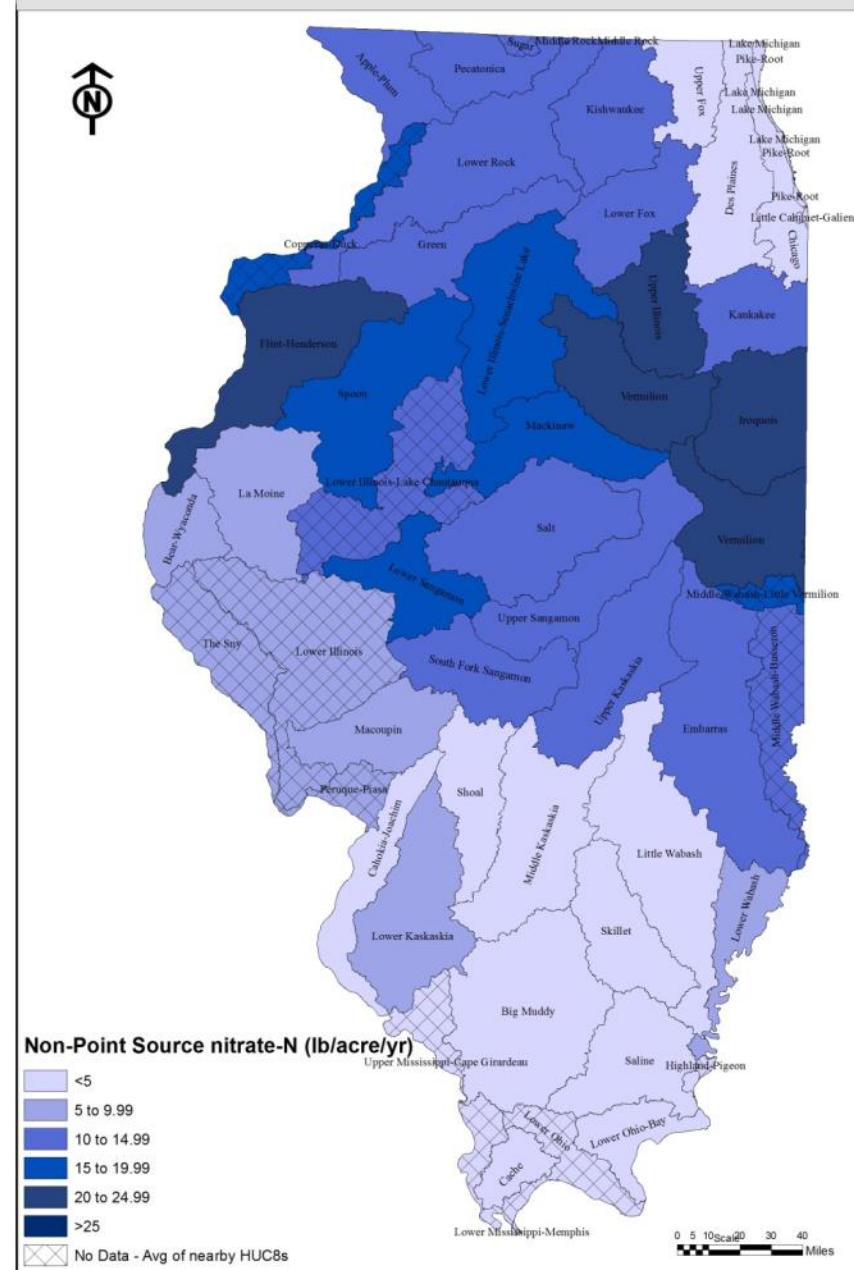 N
Sugar
Middle Rock
Middle Rock
Lake Michigan
Pike-Root
Apple-Plum
Pecatonica
Upper Fox
Lake Michigan
Lake Michigan
Kishwaukee
Lake Michigan
Pike-Root
Lower Rock
Des Plaines
Pike-Root
Lower Fox
Little Calumet-Galien
Copperas-Duck
Green
Chicago
Lower Illinois-Senachwine Lake
Upper Illinois
Kankakee
Flint-Henderson
Spoon
Vermilion
Iroquois
Mackinaw
La Moine
Lower Illinois-Lake Chautauqua
Bear-Wyaconda
Salt
Vermilion
Lower Sangamon
Middle Wabash-Little Vermilion
Upper Sangamon
The Sny
Lower Illinois
South Fork Sangamon
Upper Kaskaskia
Middle Wabash-Busseron
Macoupin
Embarras
Peruque-Piasa
Shoal
Cahokia-Joachim
Middle Kaskaskia
Little Wabash
Lower Wabash
Lower Kaskaskia
Skillet
Big Muddy
Upper Mississippi-Cape Girardeau
Saline
Highland-Pigeon
Lower Ohio
Lower Ohio-Bay
Cache
Lower Mississippi-Memphis
Non-Point Source nitrate-N (lb/acre/yr)
<5
5 to 9.99
10 to 14.99
15 to 19.99
20 to 24.99
>25
No Data - Avg of nearby HUC8s
Scale
0 5 10 20 30 40
Miles